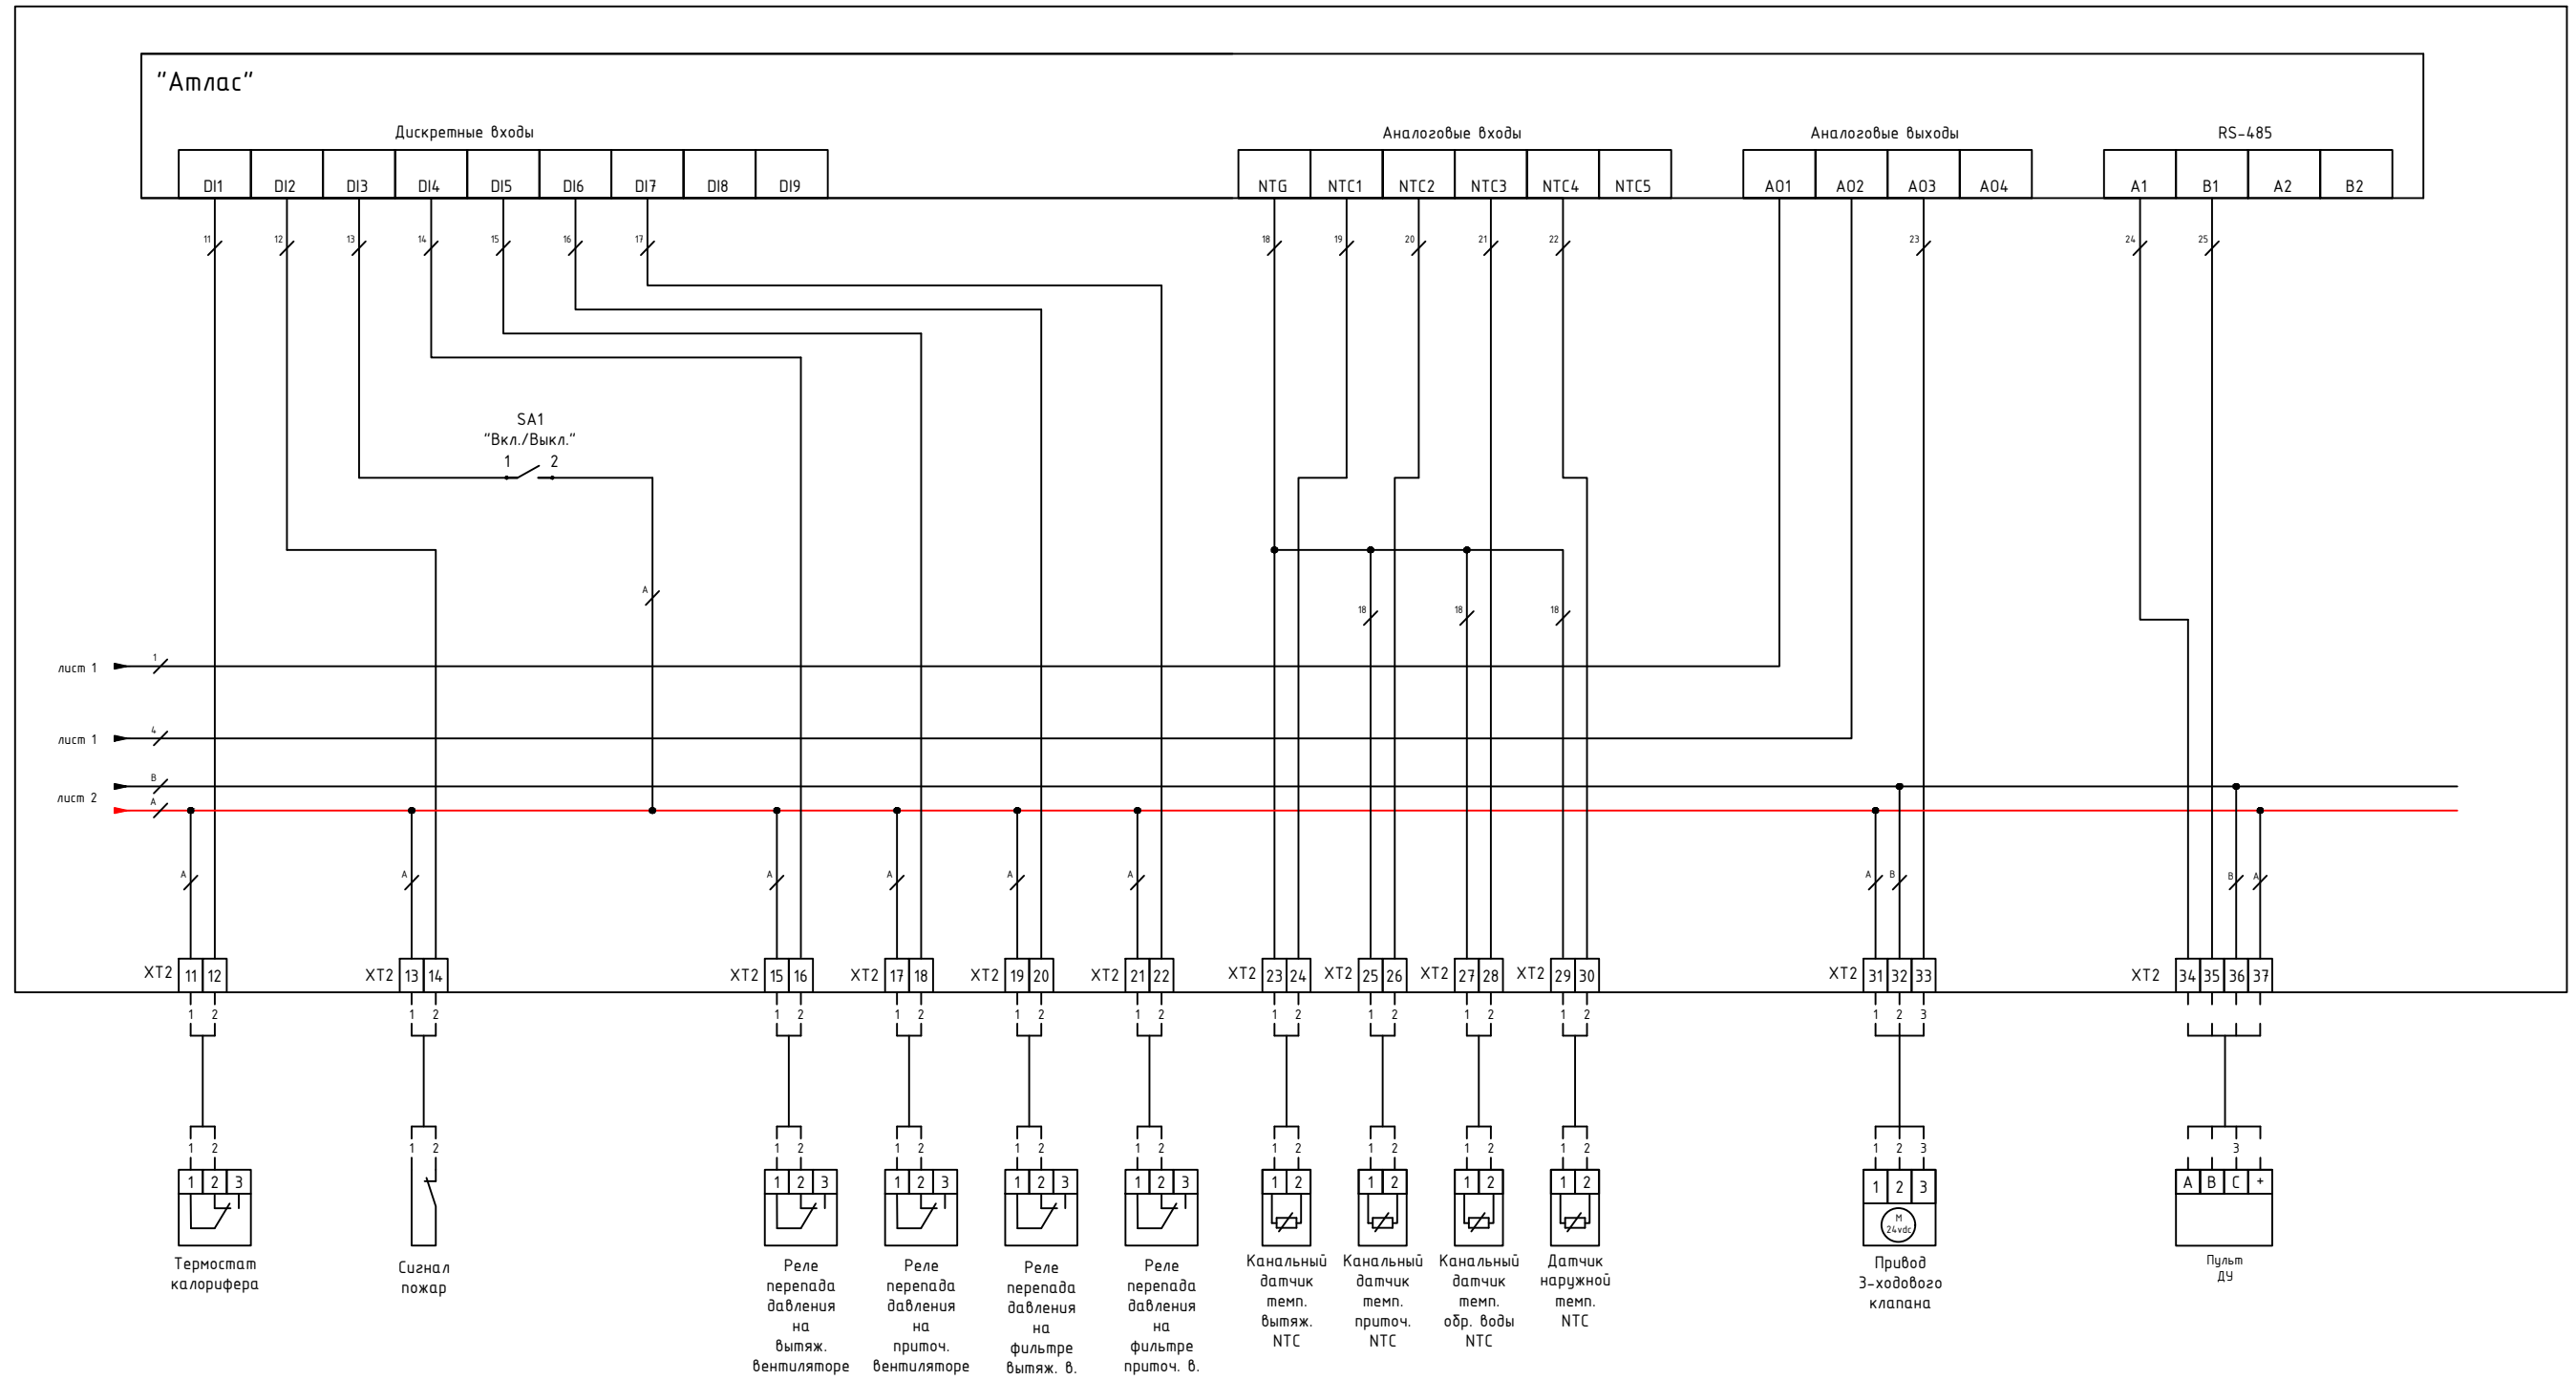 "Атлас"
Дискретные входы
Аналоговые входы
Аналоговые выходы
RS-485
DI1 DI2 DI3 DI4 DI5 DI6 DI7 DI8 DI9
NTG NTC1 NTC2 NTC3 NTC4 NTC5
AO1 AO2 AO3 AO4
A1 B1 A2 B2
11 12 13 14 15 16 17 18 19 20 21 22 23 24 25
SA1
"Вкл./Выкл."
1 2
A 18 18 18
лист 1 1
лист 1 4
B
лист 2 A
A A A A A A A B B A
XT2 11 12
XT2 13 14
XT2 15 16
XT2 17 18
XT2 19 20
XT2 21 22
XT2 23 24
XT2 25 26
XT2 27 28
XT2 29 30
XT2 31 32 33
XT2 34 35 36 37
1 2 1 2 1 2 1 2 1 2 1 2 1 2 1 2 1 2 1 2 1 2 3
1 2 1 2 1 2 1 2 1 2 1 2 1 2 1 2 1 2 1 2 1 2 3 3
1 2 3 1 2 3 1 2 3 1 2 3 1 2 3 1 2 1 2 1 2 1 2 1 2 3 A B C +
M
24vdc
Термостат
калорифера
Сигнал
пожар
Реле
перепада
давления
на
вытяж.
вентиляторе
Реле
перепада
давления
на
приточ.
вентиляторе
Реле
перепада
давления
на
фильтре
вытяж. в.
Реле
перепада
давления
на
фильтре
приточ. в.
Канальный
датчик
темп.
вытяж.
NTC
Канальный
датчик
темп.
приточ.
NTC
Канальный
датчик
темп.
обр. воды
NTC
Датчик
наружной
темп.
NTC
Привод
3-ходового
клапана
Пульт
ДУ